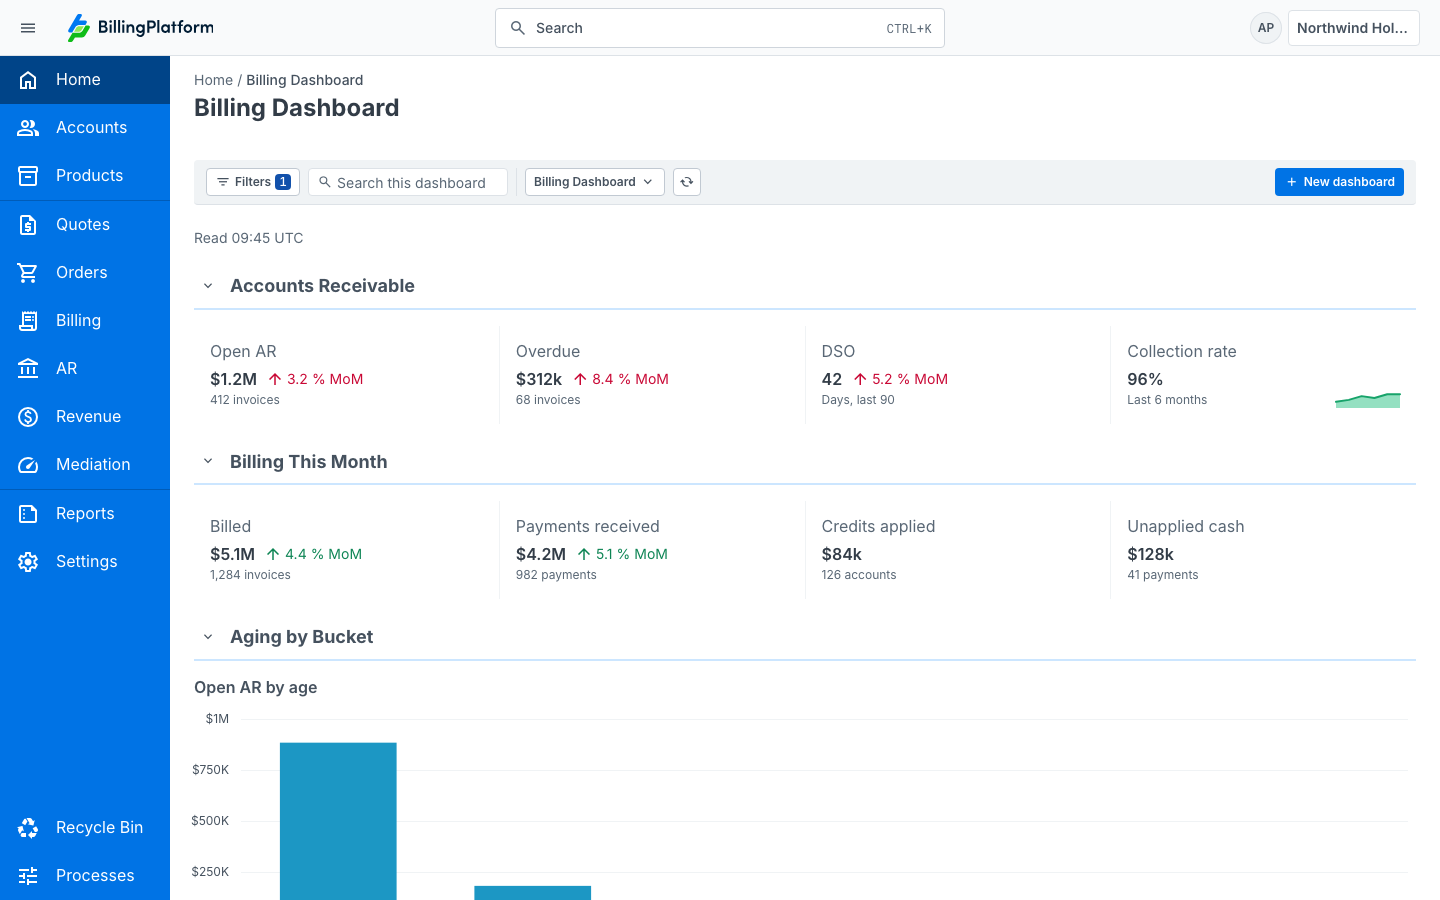 BillingPlatform
Search
CTRL+K
AP
Northwind Hol...
Home
Accounts
Products
Quotes
Orders
Billing
AR
Revenue
Mediation
Reports
Settings
Recycle Bin
Processes
Home / Billing Dashboard
Billing Dashboard
Filters 1
Search this dashboard
Billing Dashboard
New dashboard
Read 09:45 UTC
Accounts Receivable
Open AR
$1.2M 3.2 % MoM
412 invoices
Overdue
$312k 8.4 % MoM
68 invoices
DSO
42 5.2 % MoM
Days, last 90
Collection rate
96%
Last 6 months
Billing This Month
Billed
$5.1M 4.4 % MoM
1,284 invoices
Payments received
$4.2M 5.1 % MoM
982 payments
Credits applied
$84k
126 accounts
Unapplied cash
$128k
41 payments
Aging by Bucket
Open AR by age
$1M
$750K
$500K
$250K